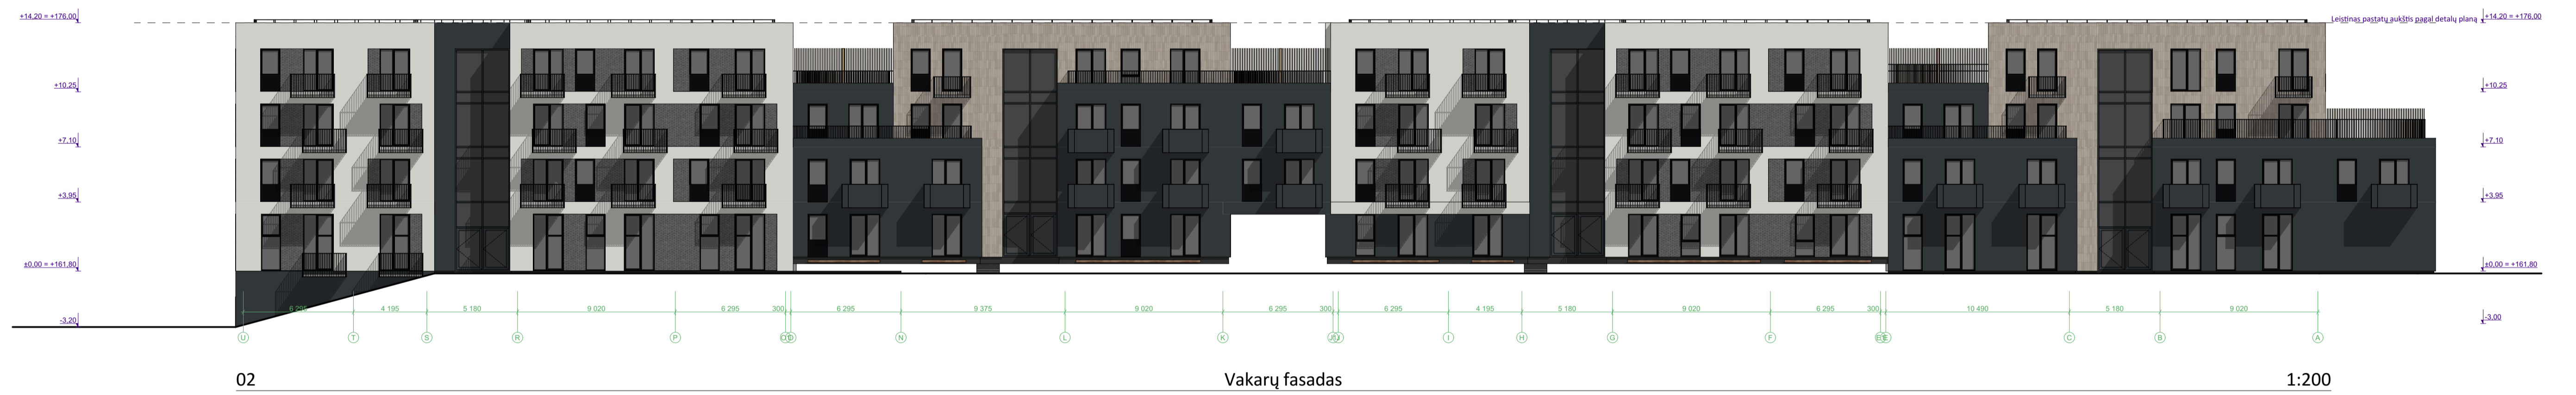 +14,20 = +176,00
Leistinas pastatų aukštis pagal detalų planą
+14,20 = +176,00
+10,25
+10,25
+7,10
+7,10
+3,95
+3,95
±0,00 = +161,80
±0,00 = +161,80
6 295 4 195 5 180 9 020 6 295 300 6 295 9 375 9 020 6 295 300 6 295 4 195 5 180 9 020 6 295 300 10 490 5 180 9 020
-3,20
-3,00
U T S R P N L K I H G F E C B A
02 Vakarų fasadas 1:200